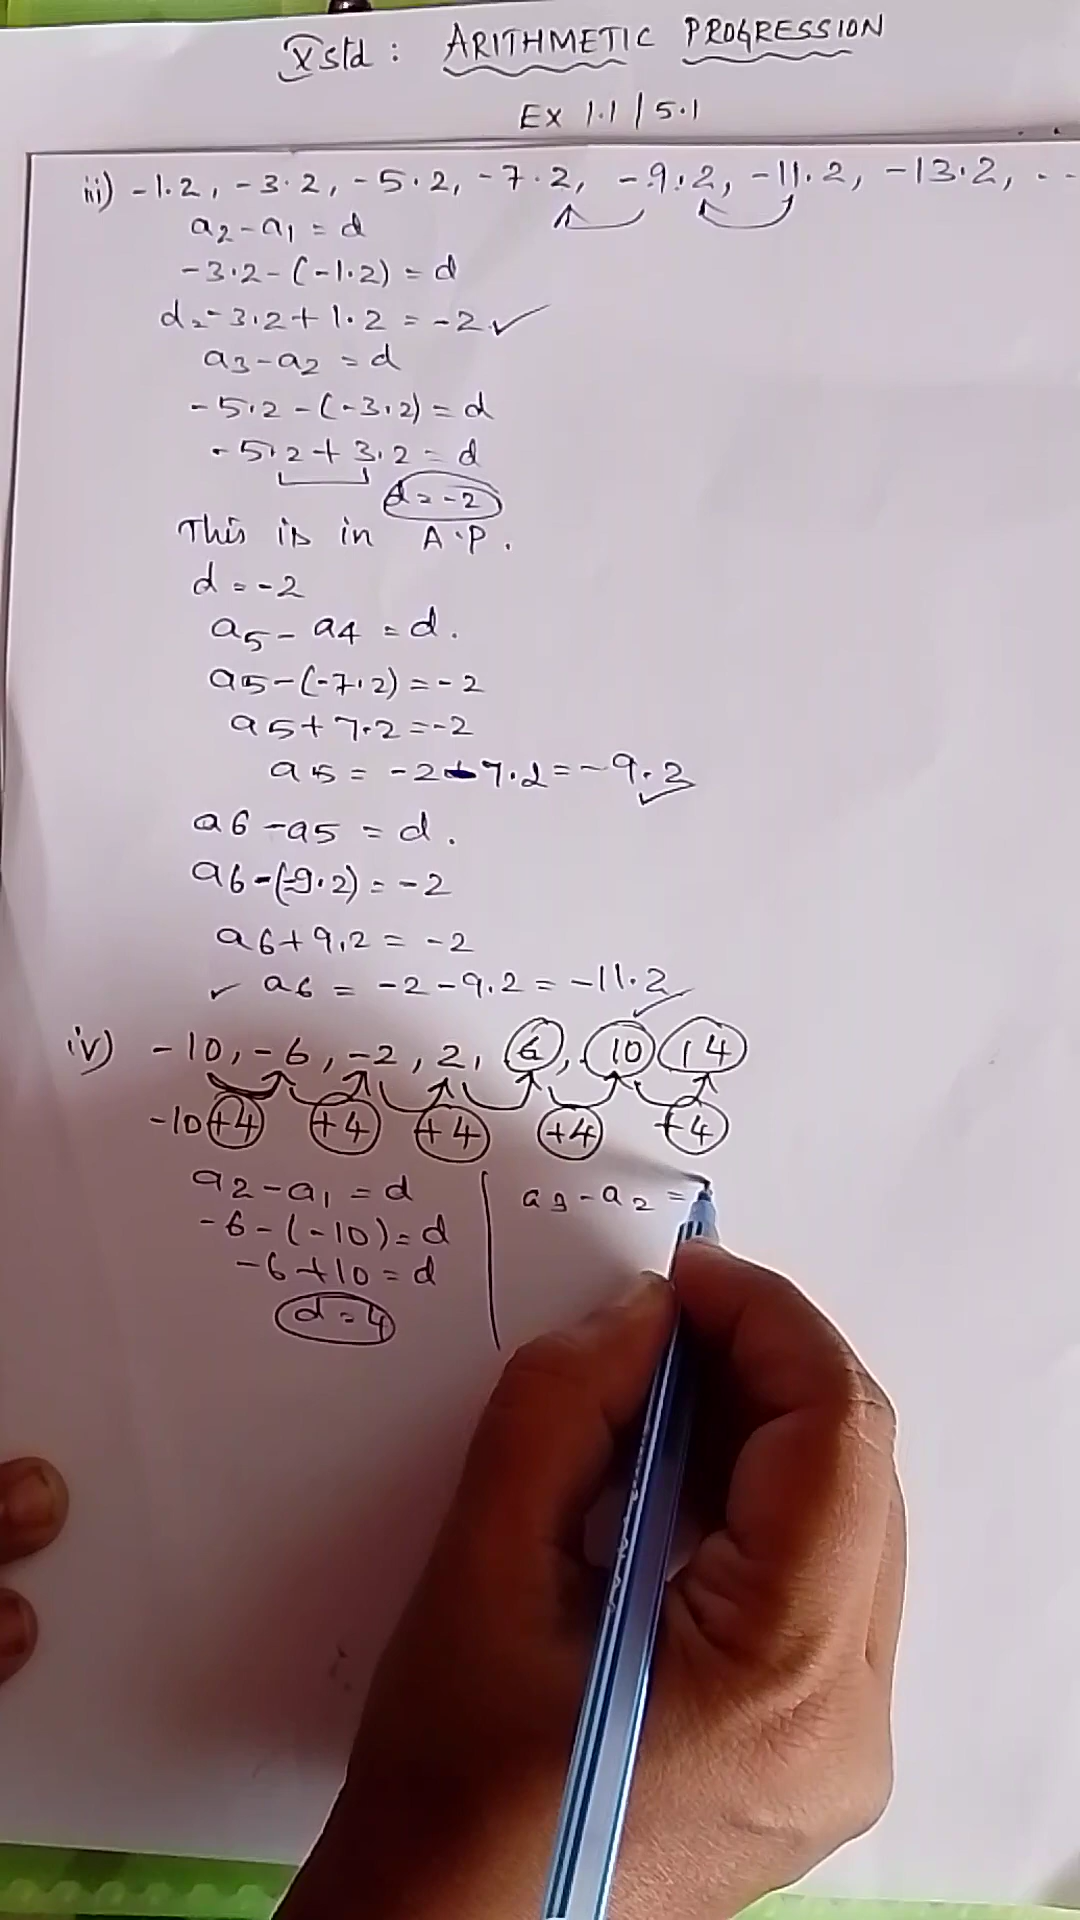 X std : ARITHMETIC PROGRESSION
Ex 1.1 / 5.1
iii) -1.2, -3.2, -5.2, -7.2, -9.2, -11.2, -13.2, ..
a2 - a1 = d
-3.2 - (-1.2) = d
d = -3.2 + 1.2 = -2 ✓
a3 - a2 = d
-5.2 - (-3.2) = d
-5.2 + 3.2 = d
d = -2
This is in A.P.
d = -2
a5 - a4 = d.
a5 - (-7.2) = -2
a5 + 7.2 = -2
a5 = -2 - 7.2 = -9.2
a6 - a5 = d.
a6 - (-9.2) = -2
a6 + 9.2 = -2
✓ a6 = -2 - 9.2 = -11.2
iv) -10, -6, -2, 2, 6, 10 14
-10 +4 +4 +4 +4 +4
a2 - a1 = d
-6 - (-10) = d
-6 + 10 = d
d = 4
a3 - a2 =